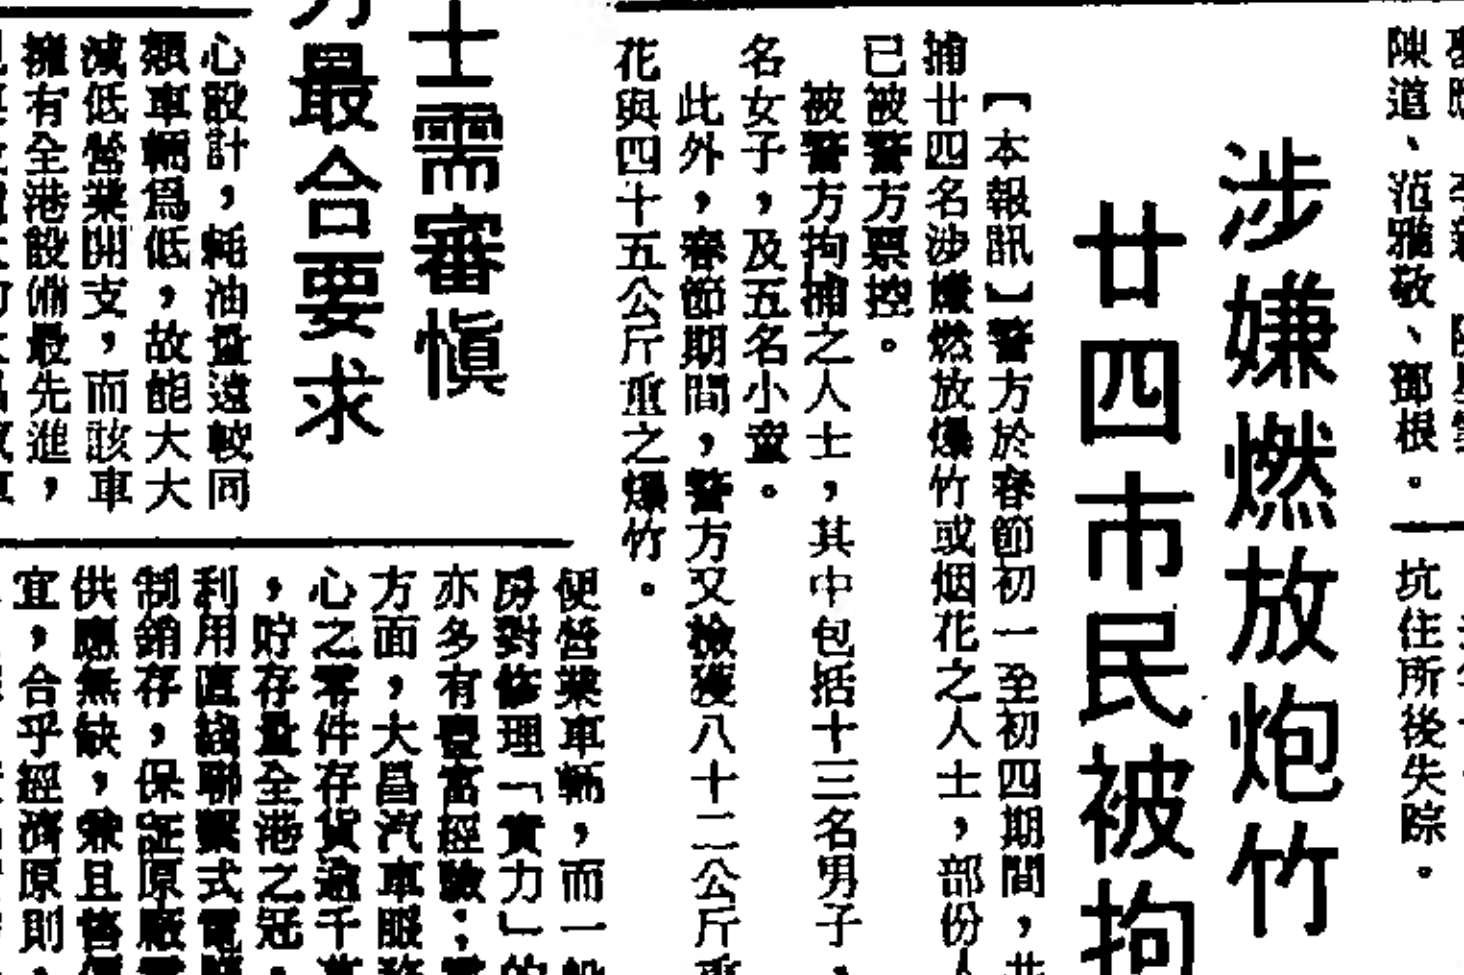 陳道、范雅敬、鄧根。
坑住所後失踪。
涉嫌燃放炮竹
廿四市民被拘
【本報訊】警方於春節初一至初四期間，共
捕廿四名涉嫌燃放爆竹或烟花之人士，部份人
已被警方票控。
被警方拘捕之人士，其中包括十三名男子、
名女子，及五名小童。
此外，春節期間，警方又檢獲八十二公斤重
花與四十五公斤重之爆竹。
士需審慎
方最合要求
心設計，耗油量遠較同
類車輛為低，故能大大
減低營業開支，而該車
擁有全港設備最先進，
便營業車輛，而一般
房對修理「實力」的
亦多有豐富經驗；
方面，大昌汽車服務
心之零件存貨逾千萬
，貯存量全港之冠，
利用直綫聯繫式電腦
制銷存，保証原廠
供應無缺，兼且售價
宜，合乎經濟原則，